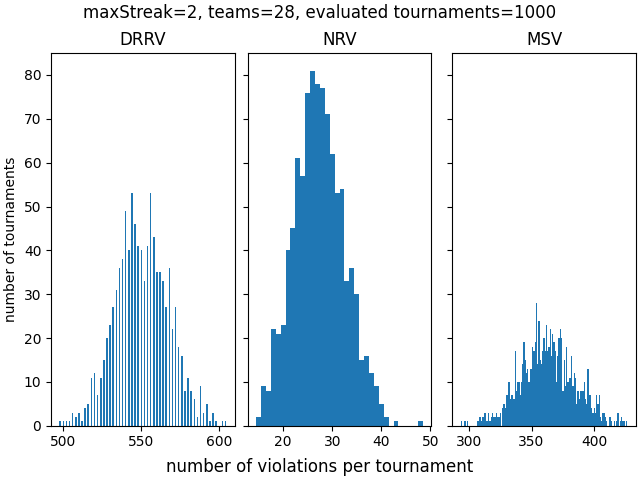 maxStreak=2, teams=28, evaluated tournaments=1000
DRRV NRV MSV
80
70
60
50
40
30
20
10
0
number of tournaments
500 550 600 20 30 40 50 300 350 400
number of violations per tournament